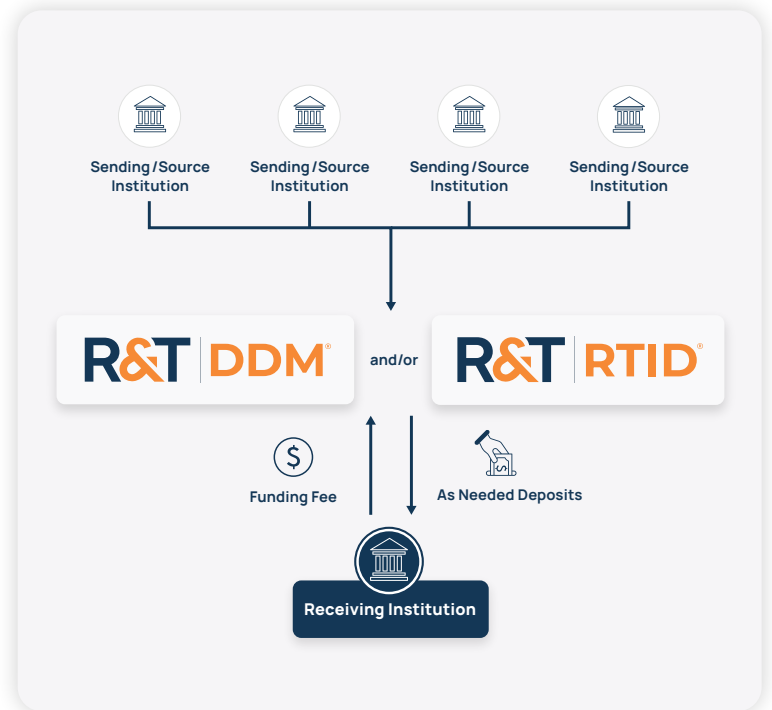 Sending/Source
Institution
Sending/Source
Institution
Sending/Source
Institution
Sending/Source
Institution
R&T DDM®
and/or
R&T RTID®
$
Funding Fee
$
As Needed Deposits
Receiving Institution